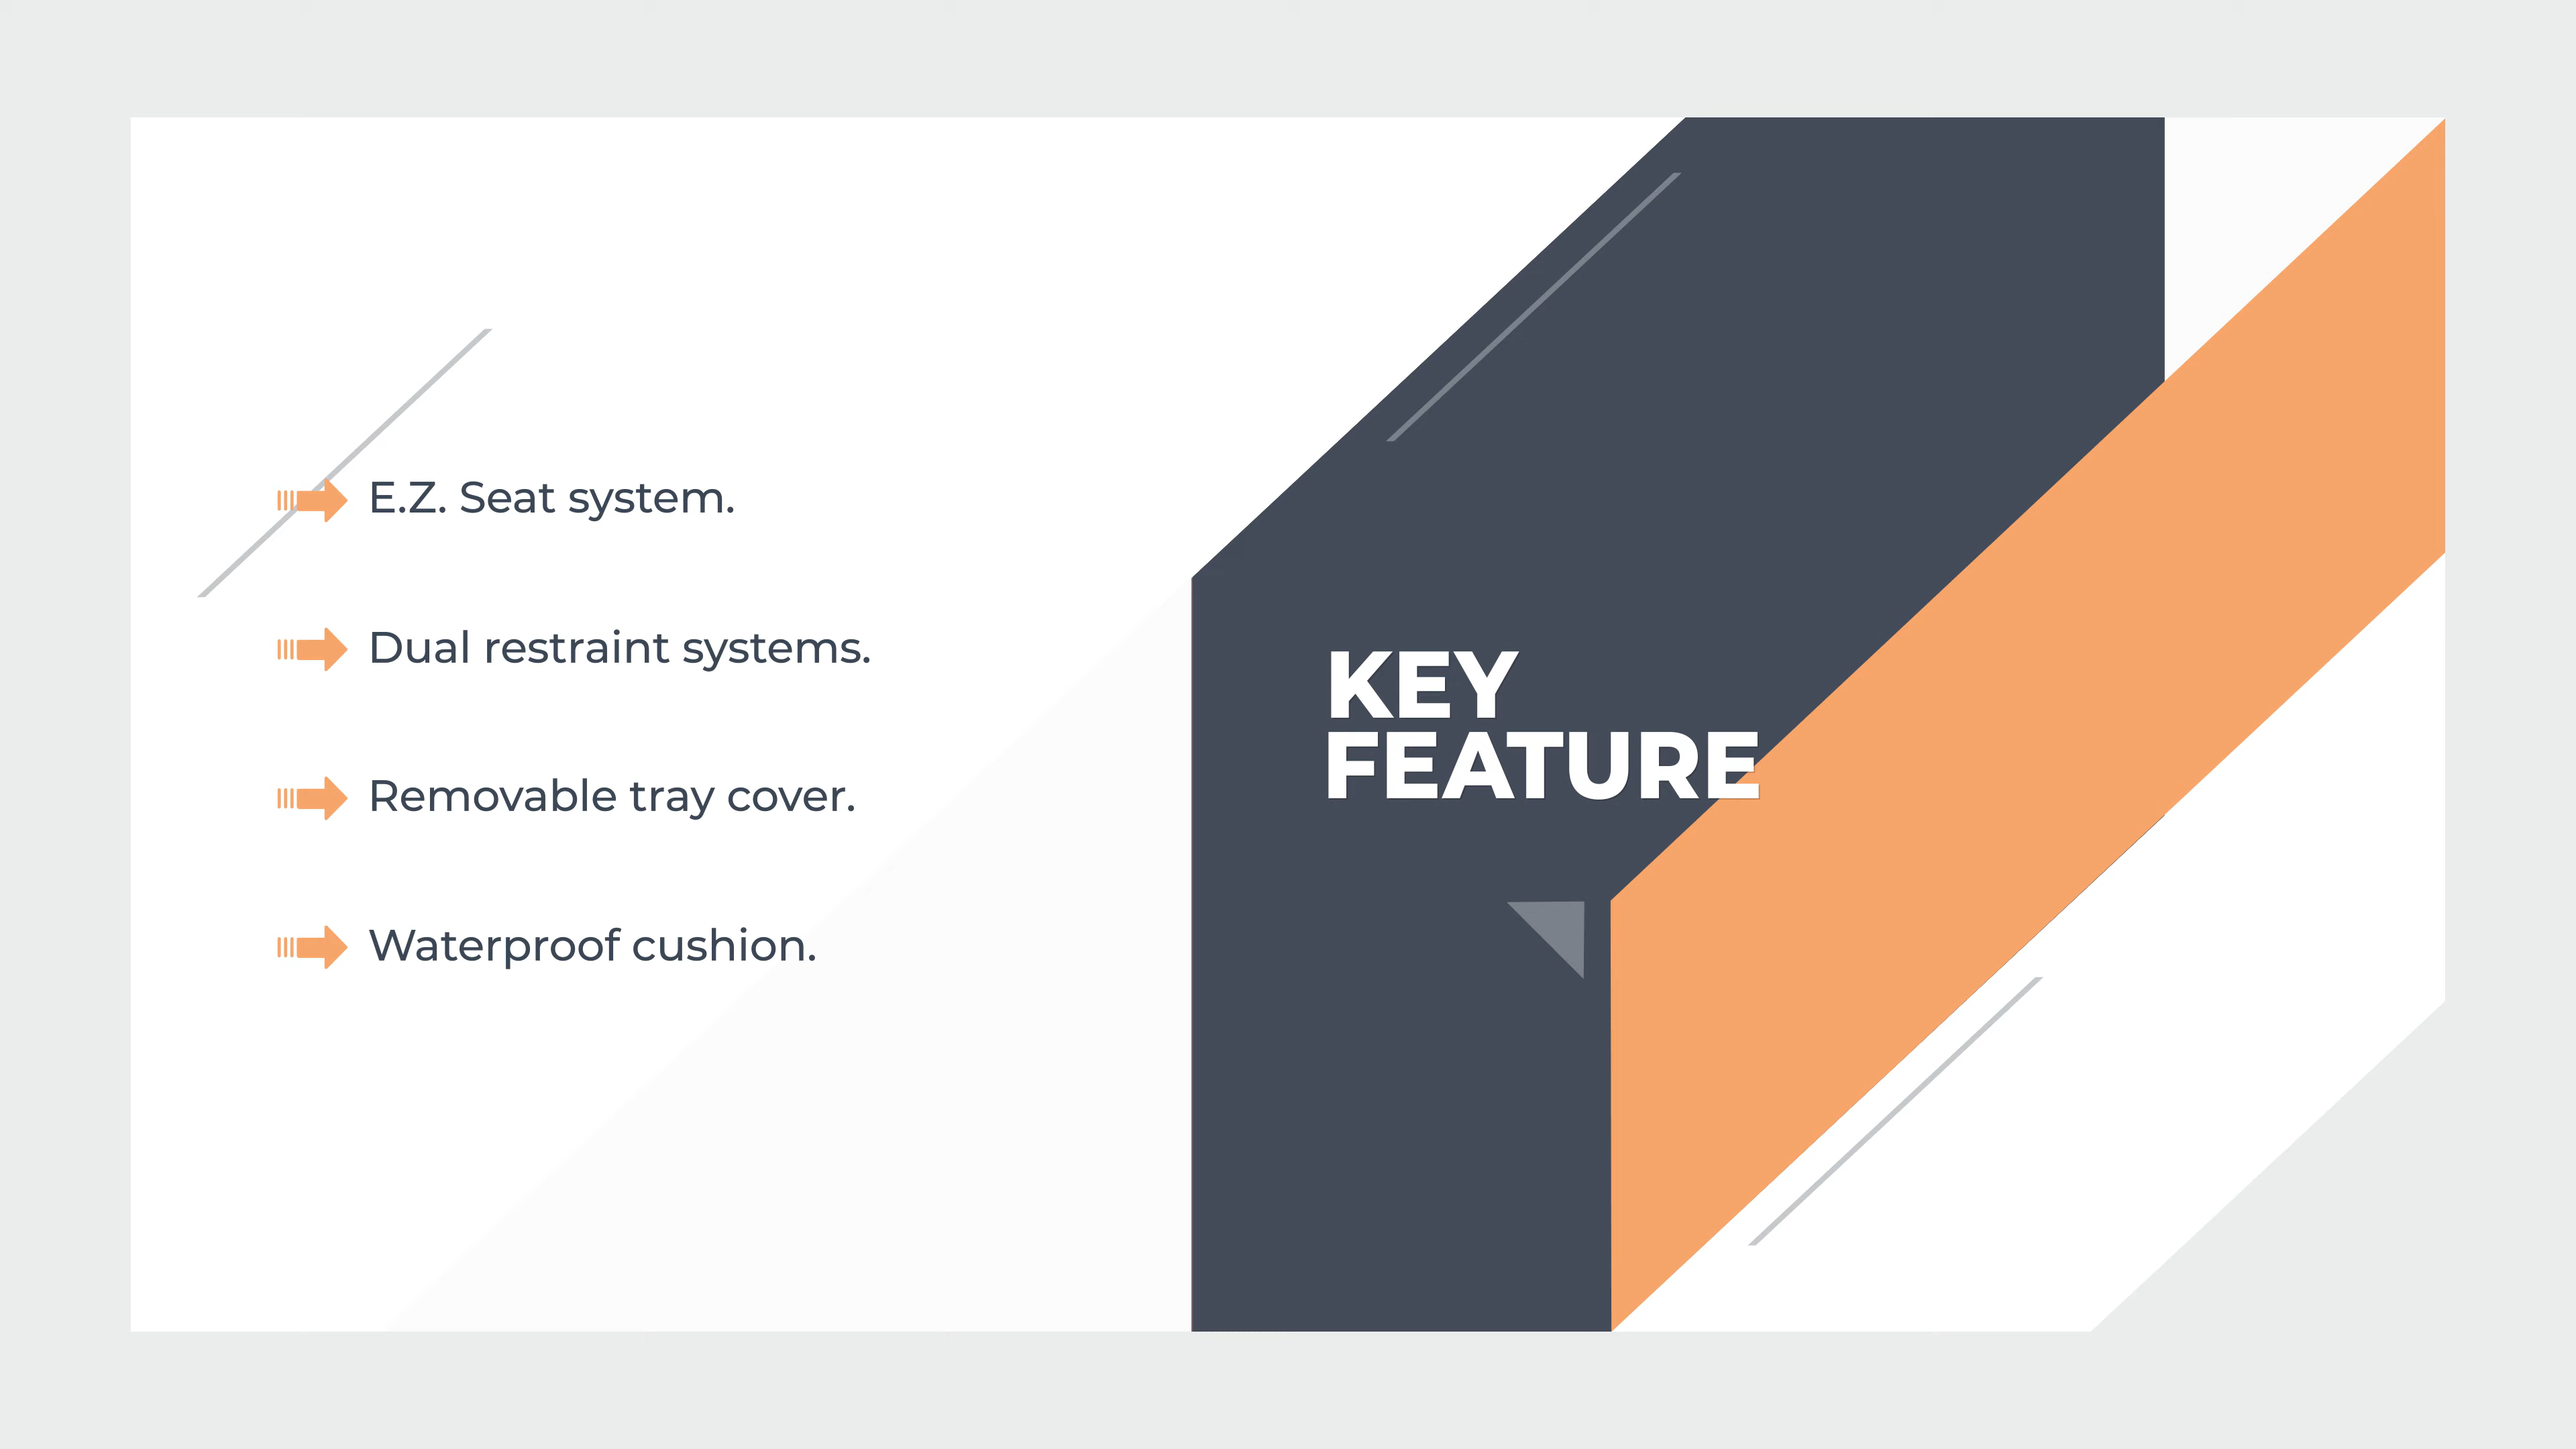 E.Z. Seat system.
Dual restraint systems.
Removable tray cover.
Waterproof cushion.
KEY
FEATURE